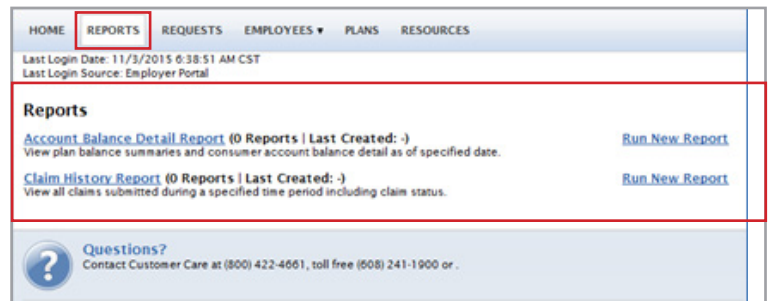 HOME REPORTS REQUESTS EMPLOYEES ▾ PLANS RESOURCES
Last Login Date: 11/3/2015 6:38:51 AM CST
Last Login Source: Employer Portal
Reports
Account Balance Detail Report (0 Reports | Last Created: -) Run New Report
View plan balance summaries and consumer account balance detail as of specified date.
Claim History Report (0 Reports | Last Created: -) Run New Report
View all claims submitted during a specified time period including claim status.
Questions?
Contact Customer Care at (800) 422-4661, toll free (608) 241-1900 or .